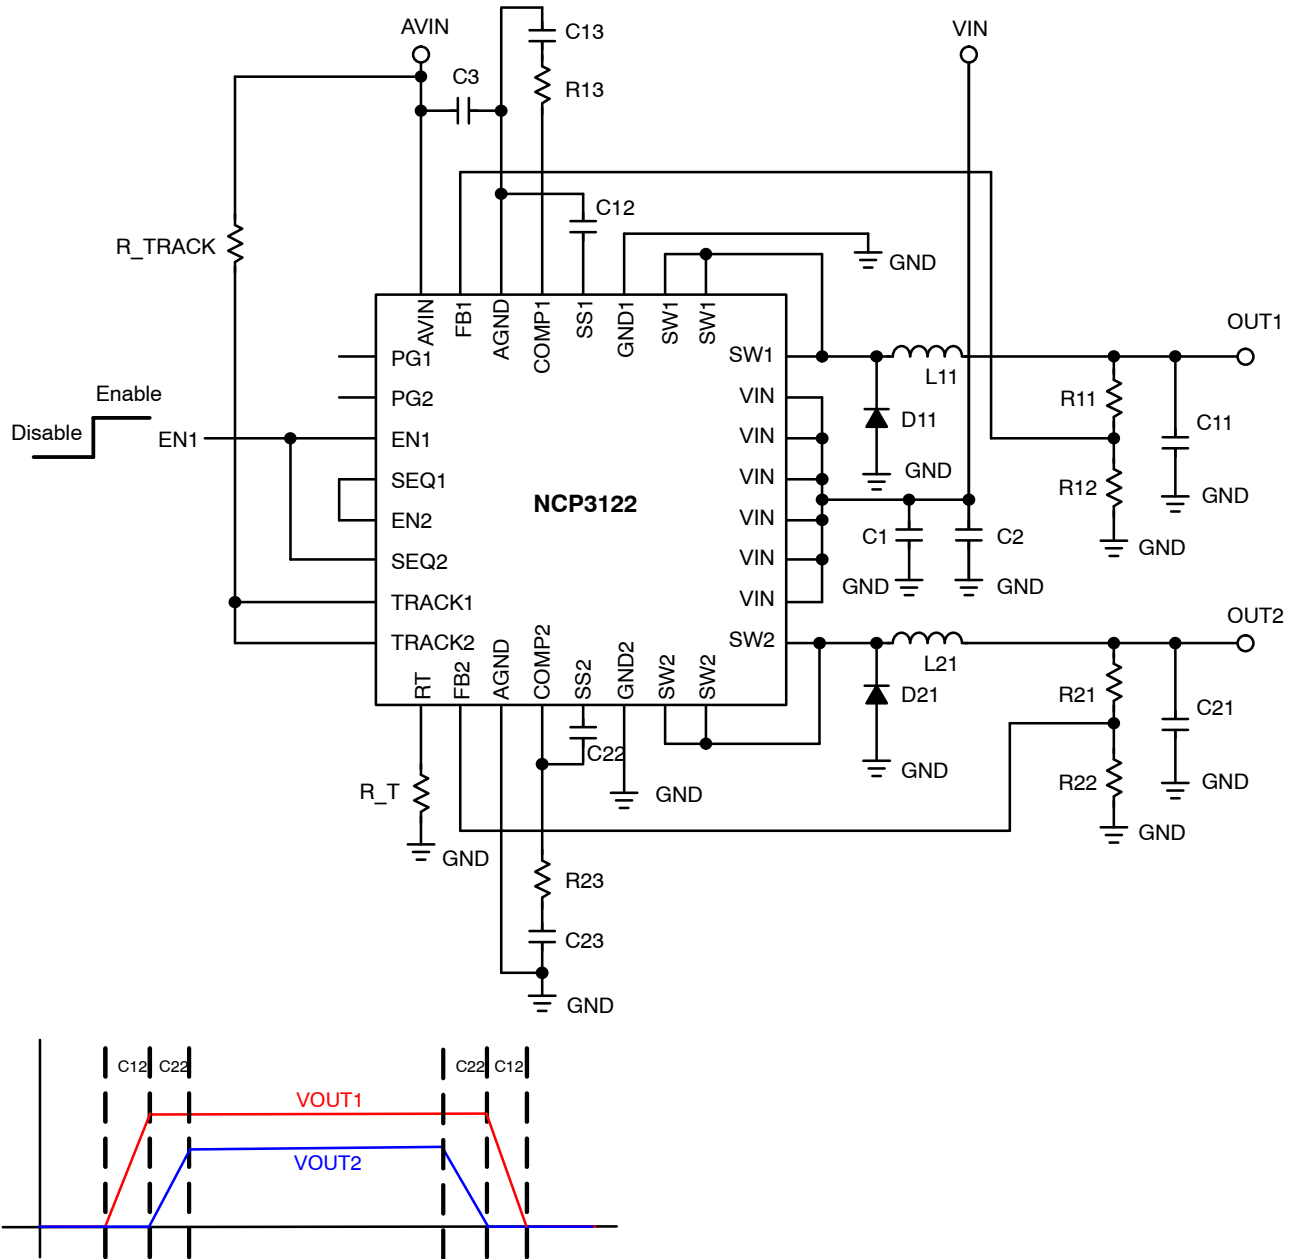 AVIN
VIN
C13
C3
R13
C12
R_TRACK
GND
AVIN
FB1
AGND
COMP1
SS1
GND1
SW1
SW1
OUT1
PG1
SW1
L11
Enable
PG2
VIN
R11
D11
C11
Disable
EN1
EN1
VIN
GND
SEQ1
VIN
R12
GND
NCP3122
EN2
VIN
C1
C2
GND
SEQ2
VIN
GND
GND
TRACK1
VIN
OUT2
TRACK2
SW2
L21
RT
FB2
AGND
COMP2
SS2
GND2
SW2
SW2
D21
R21
C21
C22
GND
R22
GND
R_T
GND
GND
GND
R23
C23
GND
C12
C22
C22
C12
VOUT1
VOUT2